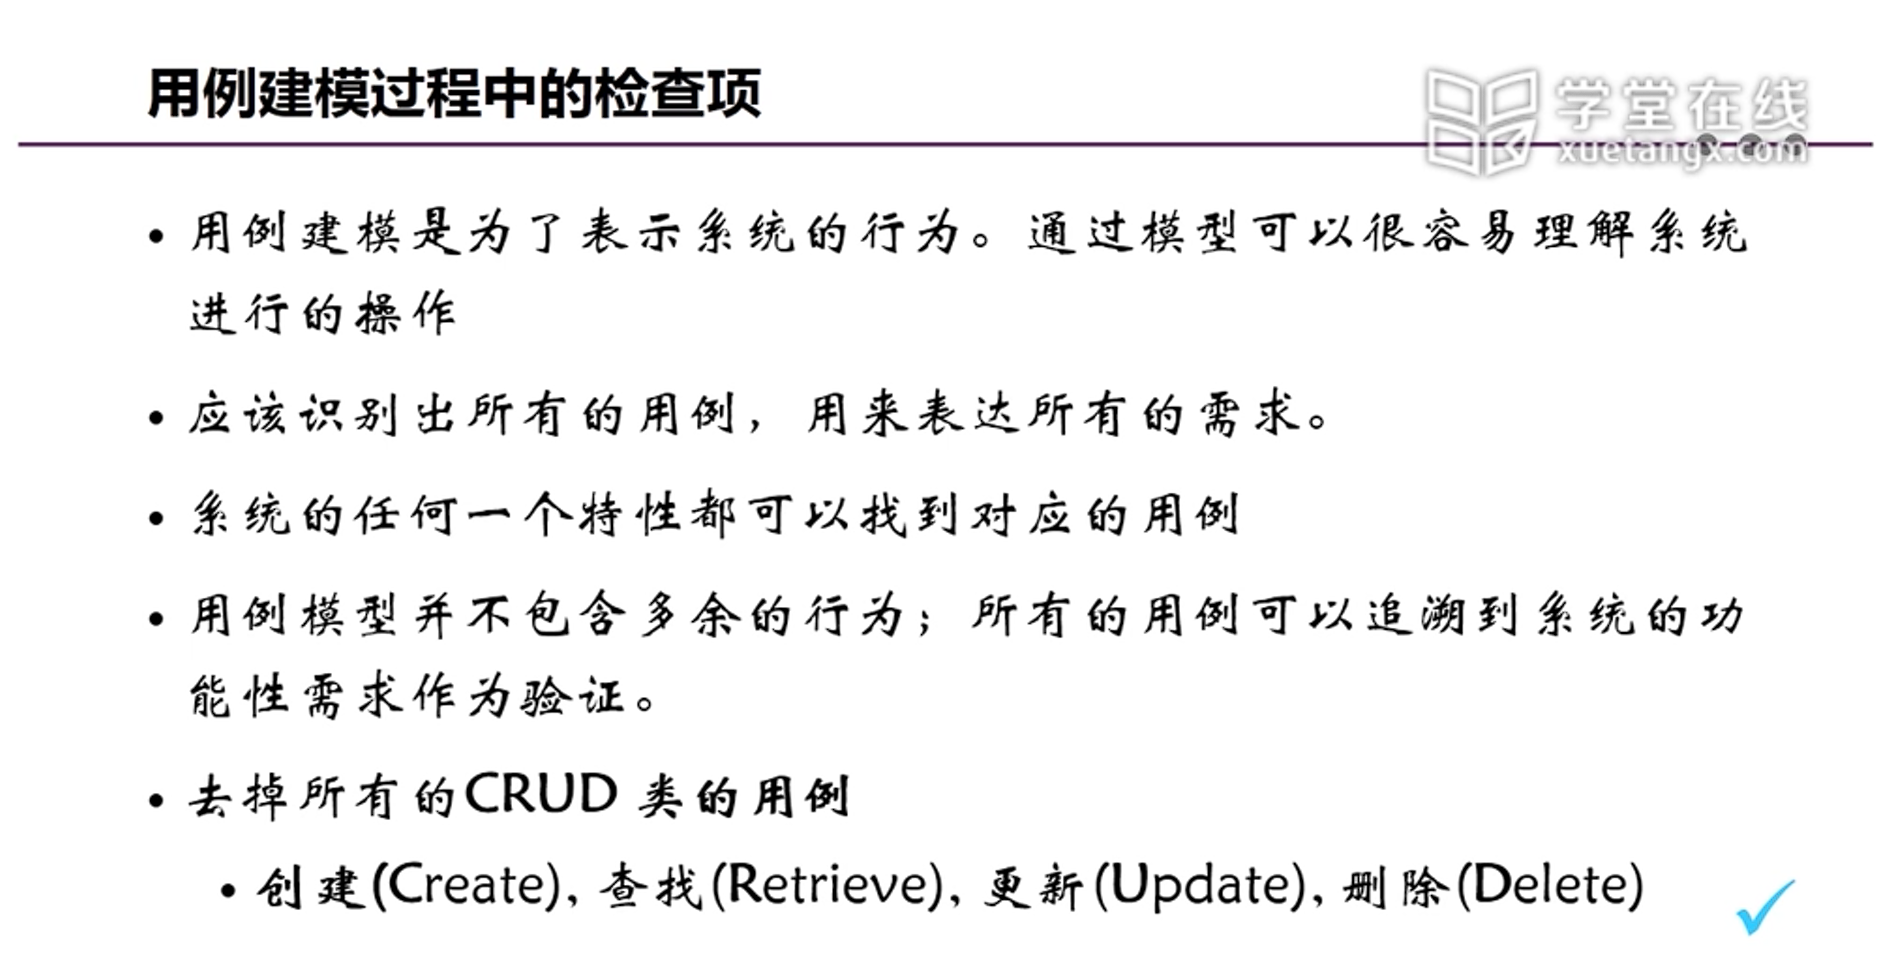 用例建模过程中的检查项
学堂在线
xuetangx.com
• 用例建模是为了表示系统的行为。通过模型可以很容易理解系统
进行的操作
• 应该识别出所有的用例，用来表达所有的需求。
• 系统的任何一个特性都可以找到对应的用例
• 用例模型并不包含多余的行为；所有的用例可以追溯到系统的功
能性需求作为验证。
• 去掉所有的CRUD 类的用例
• 创建(Create), 查找(Retrieve), 更新(Update), 删除(Delete)